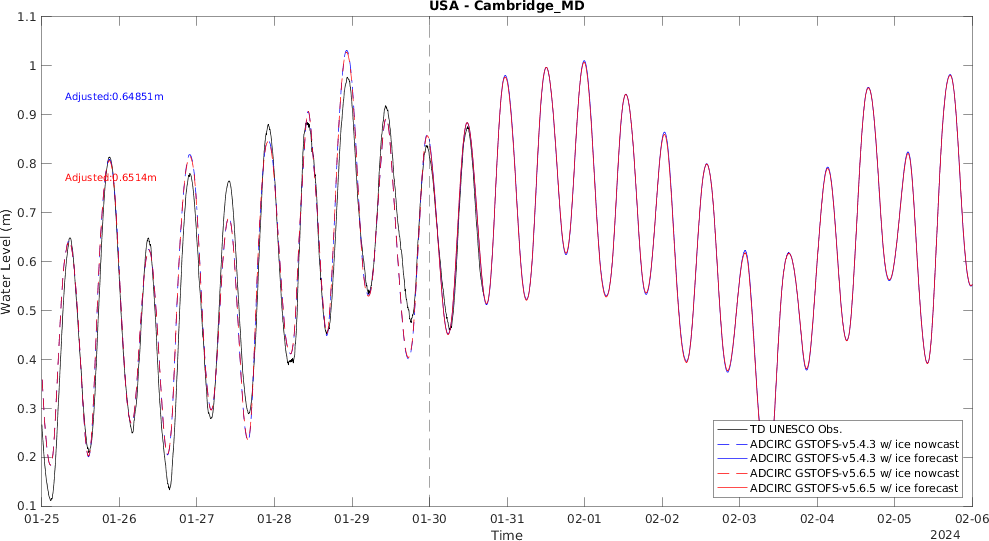 USA - Cambridge_MD
1.1
1
0.9
0.8
0.7
0.6
0.5
0.4
0.3
0.2
0.1
Water Level (m)
Adjusted:0.64851m
Adjusted:0.6514m
TD UNESCO Obs.
ADCIRC GSTOFS-v5.4.3 w/ ice nowcast
ADCIRC GSTOFS-v5.4.3 w/ ice forecast
ADCIRC GSTOFS-v5.6.5 w/ ice nowcast
ADCIRC GSTOFS-v5.6.5 w/ ice forecast
01-25 01-26 01-27 01-28 01-29 01-30 01-31 02-01 02-02 02-03 02-04 02-05 02-06
Time
2024